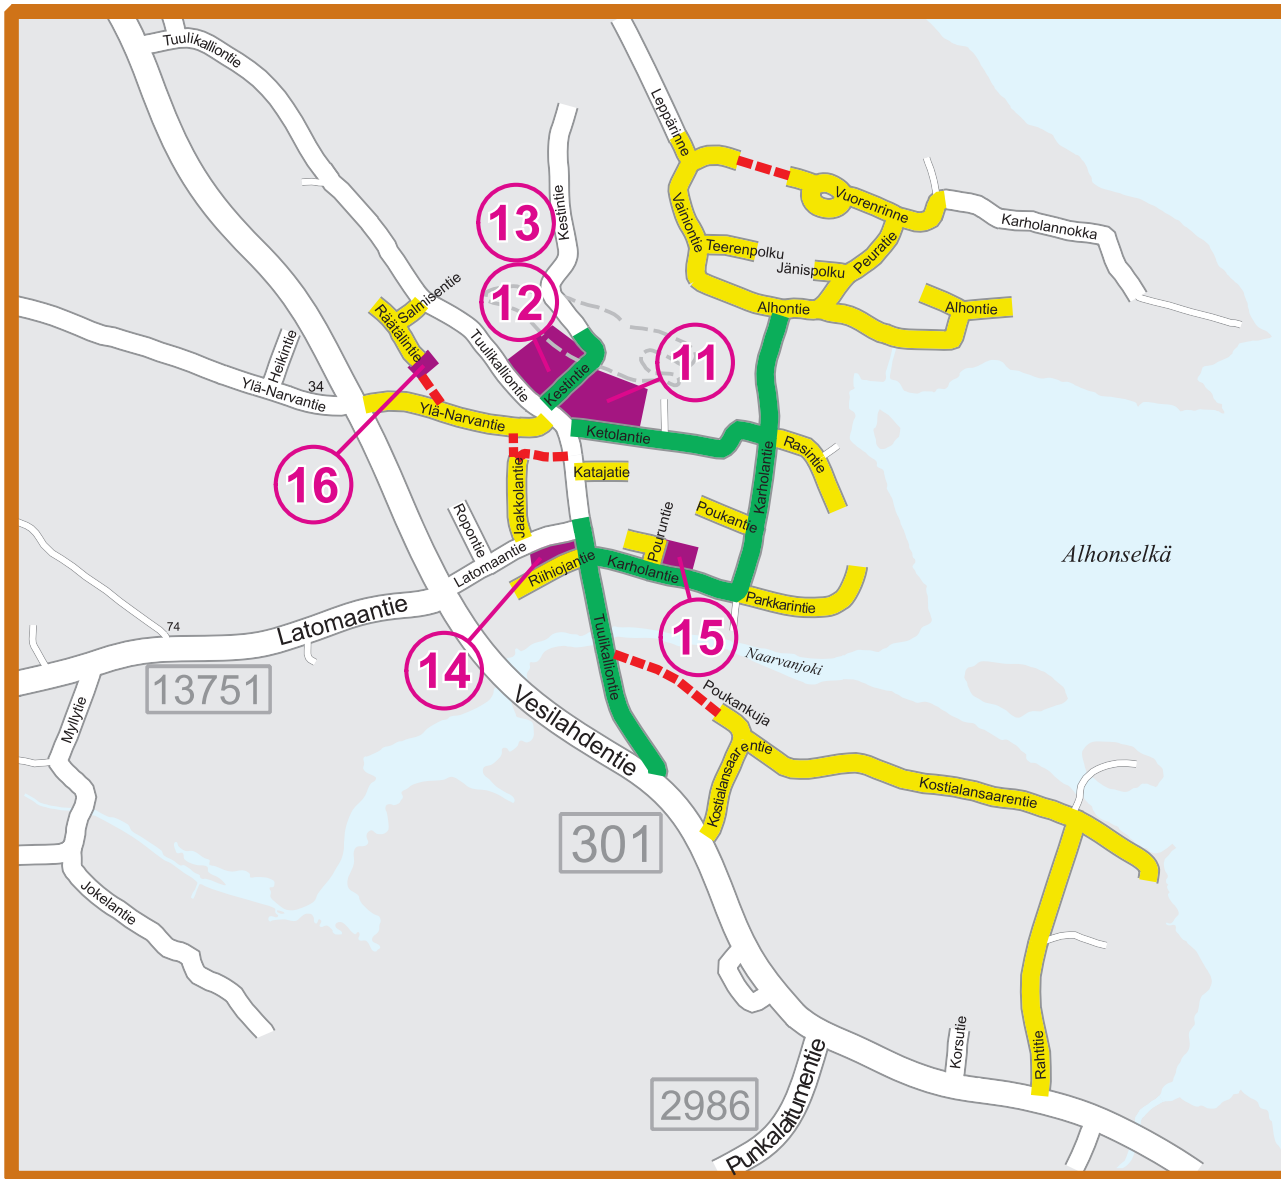 Tuulikalliontie
Leppärinne
Kestintie
13
Vainiontie
Vuorenrinne
Karholannokka
Teerenpolku
Peuratie
Jänispolku
Salmisentie
12
Alhontie
Alhontie
Räätälintie
Tuulikalliontie
Heikintie
11
Kestintie
Ylä-Narvantie
34
Ylä-Narvantie
Ketolantie
Rasintie
Katajatie
Karholantie
16
Jaakkolantie
Ropontie
Poukantie
Pouruntie
Latomaantie
Riihiojantie
Karholantie
Alhonselkä
Parkkarintie
Latomaantie
74
Tuulikalliontie
15
14
Naarvanjoki
13751
Myllytie
Vesilahdentie
Poukankuja
Kostialansaarentie
Kostialansaarentie
301
Jokelantie
Korsutie
Rahtitie
2986
Punkalaitumentie